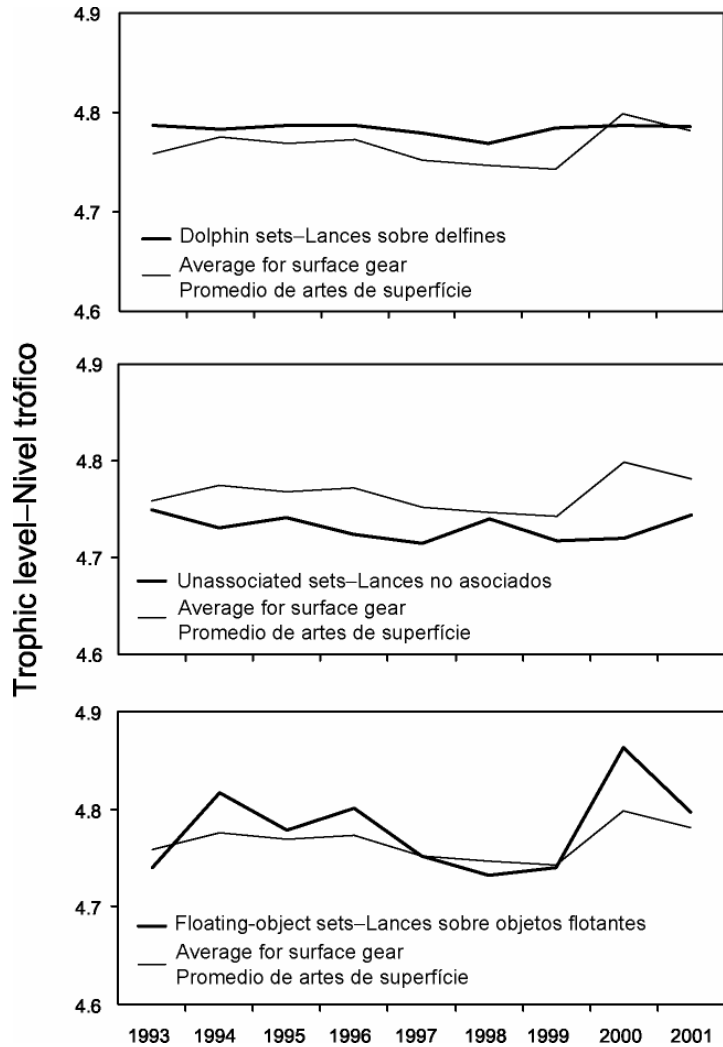 Trophic level–Nivel trófico
4.9
4.8
4.7
4.6
Dolphin sets–Lances sobre delfines
Average for surface gear
Promedio de artes de superfície
4.9
4.8
4.7
4.6
Unassociated sets–Lances no asociados
Average for surface gear
Promedio de artes de superfície
4.9
4.8
4.7
4.6
Floating-object sets–Lances sobre objetos flotantes
Average for surface gear
Promedio de artes de superfície
1993 1994 1995 1996 1997 1998 1999 2000 2001